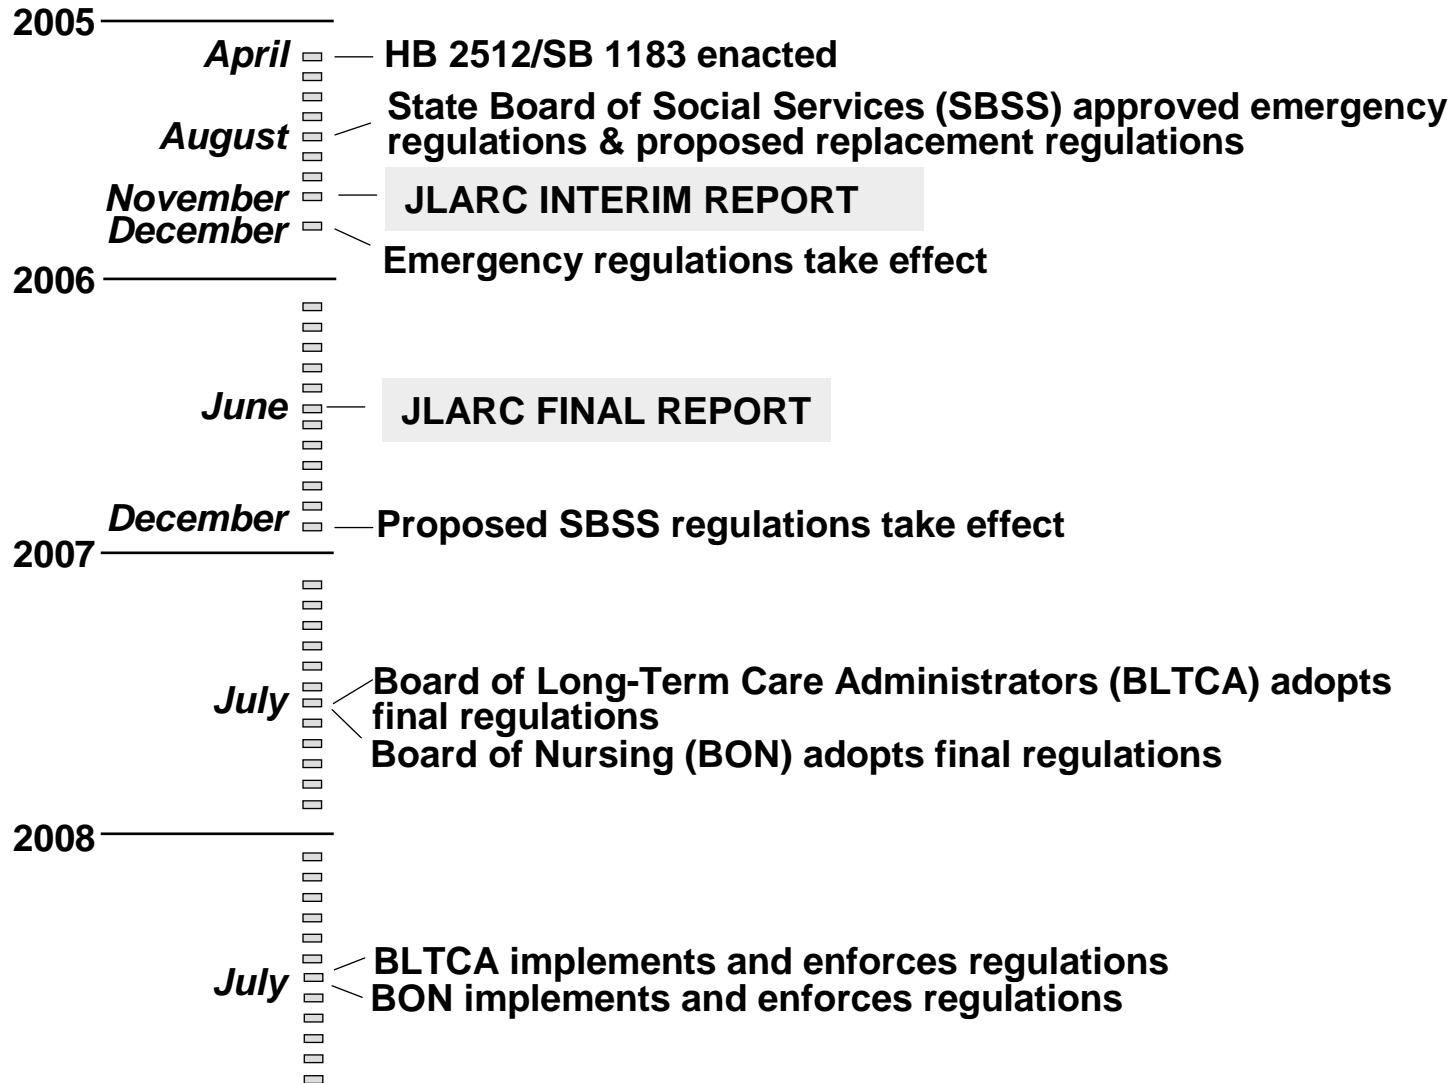 2005
April
HB 2512/SB 1183 enacted
August
State Board of Social Services (SBSS) approved emergency
regulations & proposed replacement regulations
November
JLARC INTERIM REPORT
December
Emergency regulations take effect
2006
June
JLARC FINAL REPORT
December
Proposed SBSS regulations take effect
2007
July
Board of Long-Term Care Administrators (BLTCA) adopts
final regulations
Board of Nursing (BON) adopts final regulations
2008
July
BLTCA implements and enforces regulations
BON implements and enforces regulations